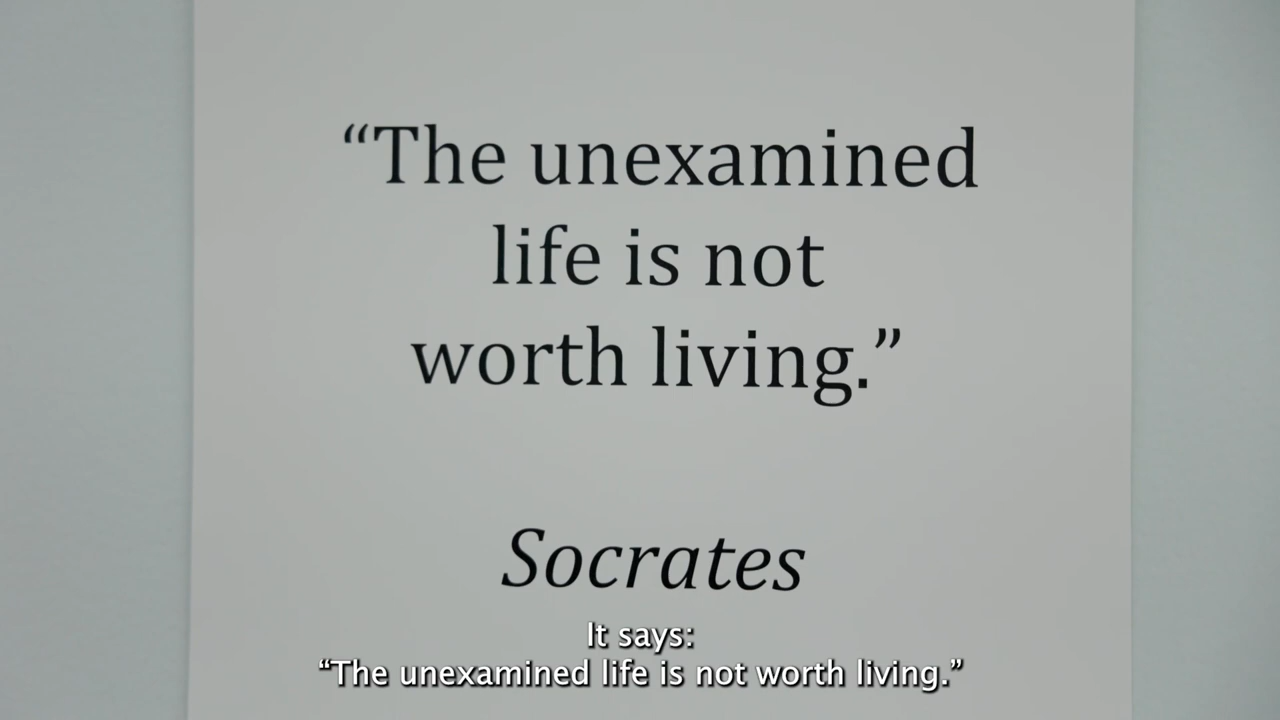 “The unexamined
life is not
worth living.”
Socrates
It says:
“The unexamined life is not worth living.”